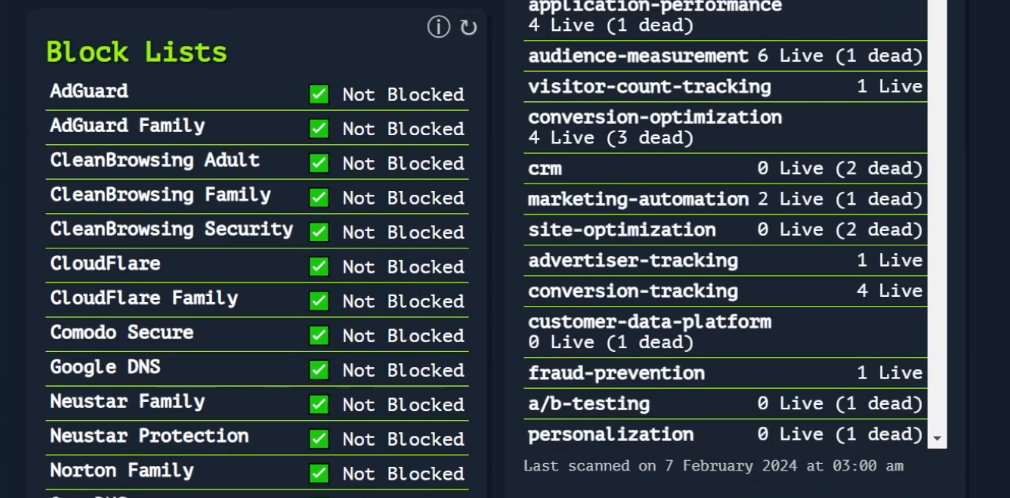 Block Lists
AdGuard Not Blocked
AdGuard Family Not Blocked
CleanBrowsing Adult Not Blocked
CleanBrowsing Family Not Blocked
CleanBrowsing Security Not Blocked
CloudFlare Not Blocked
CloudFlare Family Not Blocked
Comodo Secure Not Blocked
Google DNS Not Blocked
Neustar Family Not Blocked
Neustar Protection Not Blocked
Norton Family Not Blocked
application-performance
4 Live (1 dead)
audience-measurement 6 Live (1 dead)
visitor-count-tracking 1 Live
conversion-optimization
4 Live (3 dead)
crm 0 Live (2 dead)
marketing-automation 2 Live (1 dead)
site-optimization 0 Live (2 dead)
advertiser-tracking 1 Live
conversion-tracking 4 Live
customer-data-platform
0 Live (1 dead)
fraud-prevention 1 Live
a/b-testing 0 Live (1 dead)
personalization 0 Live (1 dead)
Last scanned on 7 February 2024 at 03:00 am